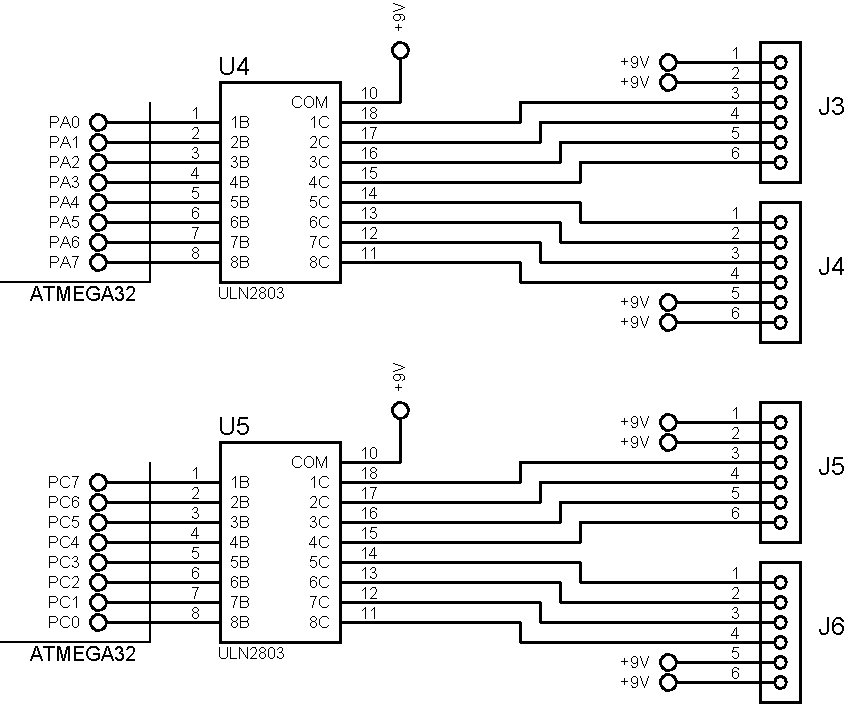 +9V
U4
+9V 1
+9V 2
COM 10 3
PA0 1 1B 1C 18 4 J3
PA1 2 2B 2C 17 5
PA2 3 3B 3C 16 6
PA3 4 4B 4C 15
PA4 5 5B 5C 14 1
PA5 6 6B 6C 13 2
PA6 7 7B 7C 12 3
PA7 8 8B 8C 11 4 J4
ATMEGA32 ULN2803 +9V 5
+9V 6
+9V
U5
+9V 1
+9V 2
COM 10 3
PC7 1 1B 1C 18 4 J5
PC6 2 2B 2C 17 5
PC5 3 3B 3C 16 6
PC4 4 4B 4C 15
PC3 5 5B 5C 14 1
PC2 6 6B 6C 13 2
PC1 7 7B 7C 12 3
PC0 8 8B 8C 11 4 J6
ATMEGA32 ULN2803 +9V 5
+9V 6